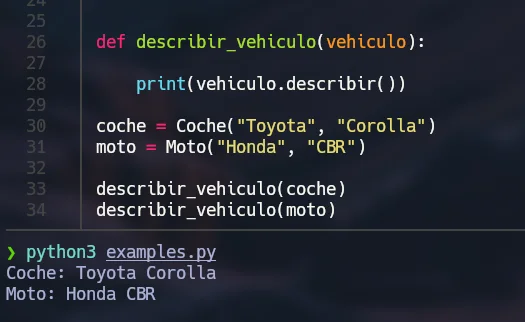 24
25
26 def describir_vehiculo(vehiculo):
27
28 print(vehiculo.describir())
29
30 coche = Coche("Toyota", "Corolla")
31 moto = Moto("Honda", "CBR")
32
33 describir_vehiculo(coche)
34 describir_vehiculo(moto)
❯ python3 examples.py
Coche: Toyota Corolla
Moto: Honda CBR